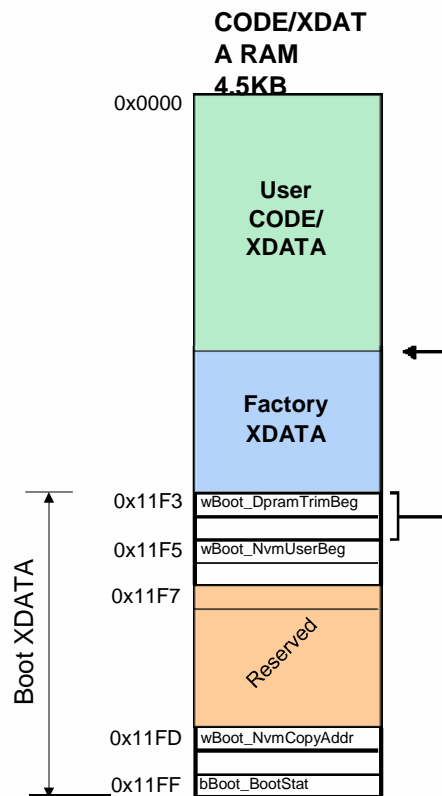 CODE/XDAT
A RAM
4.5KB
0x0000
User
CODE/
XDATA
Factory
XDATA
0x11F3
wBoot_DpramTrimBeg
0x11F5
wBoot_NvmUserBeg
0x11F7
Boot XDATA
Reserved
0x11FD
wBoot_NvmCopyAddr
0x11FF
bBoot_BootStat